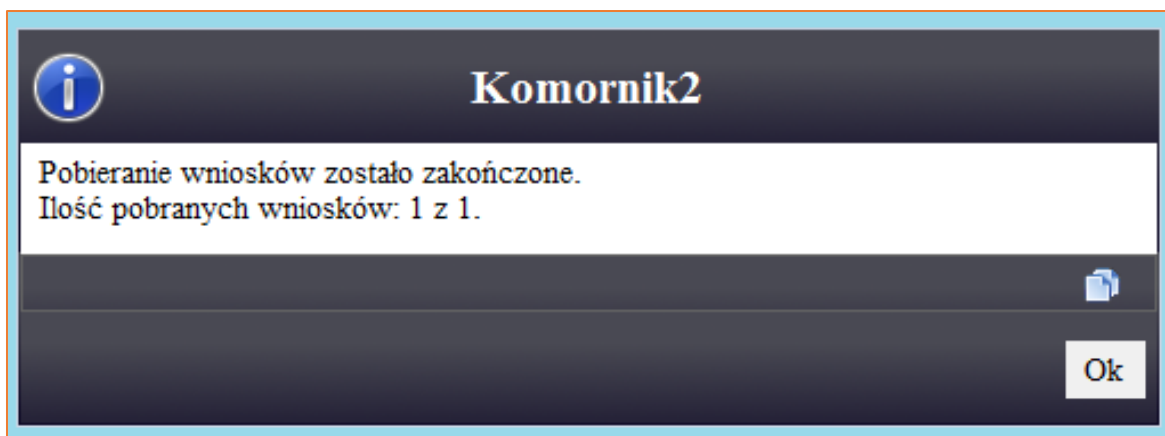 Komornik2
Pobieranie wniosków zostało zakończone.
Ilość pobranych wniosków: 1 z 1.
Ok